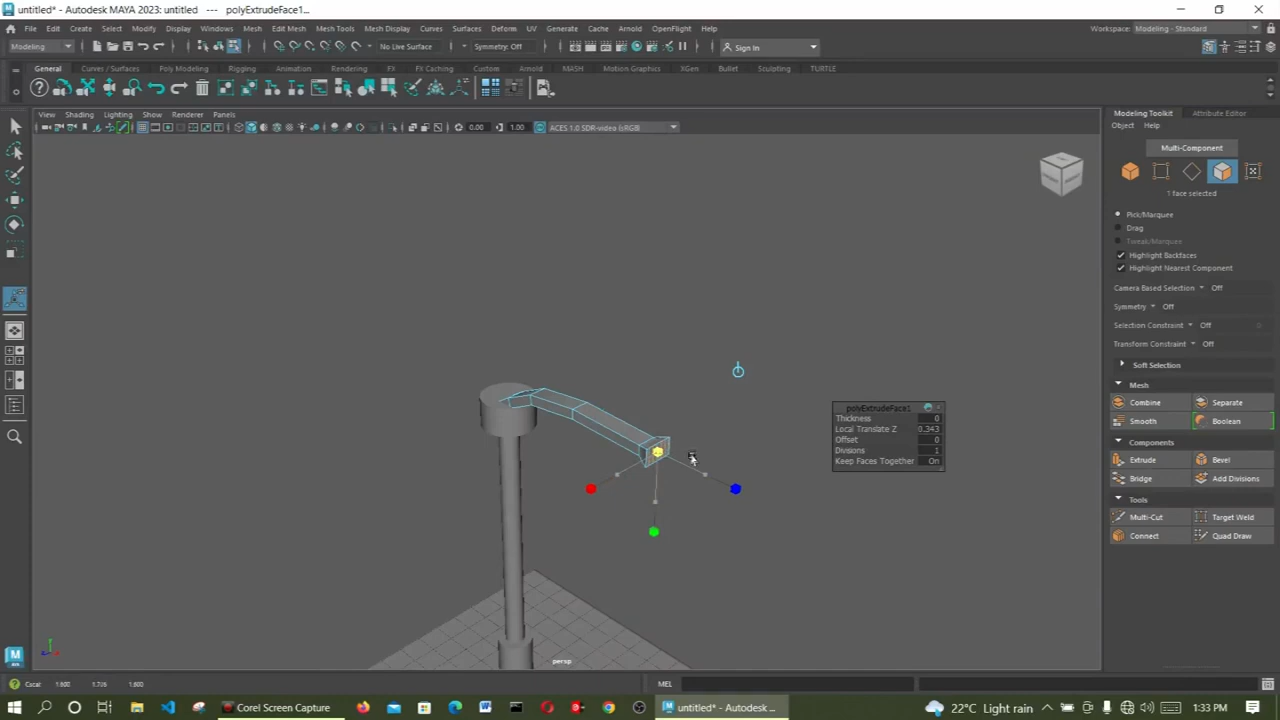 untitled* - Autodesk MAYA 2023: untitled --- polyExtrudeFace1...
File Edit Create Select Modify Display Windows Mesh Edit Mesh Mesh Tools Mesh Display Curves Surfaces Deform UV Generate Cache Arnold OpenFlight Help
Workspace: Modeling - Standard
Modeling No Live Surface Symmetry: Off Sign In
General Curves / Surfaces Poly Modeling Rigging Animation Rendering FX FX Caching Custom Arnold MASH Motion Graphics XGen Bullet Sculpting TURTLE
View Shading Lighting Show Renderer Panels
0.00 1.00 ACES 1.0 SDR-video (sRGB)
Modeling Toolkit Attribute Editor
Object Help
Multi-Component
1 face selected
Pick/Marquee
Drag
Tweak/Marquee
Highlight Backfaces
Highlight Nearest Component
Camera Based Selection Off
Symmetry Off
Selection Constraint Off
Transform Constraint Off
Soft Selection
Mesh
Combine Separate
Smooth Boolean
Components
Extrude Bevel
Bridge Add Divisions
Tools
Multi-Cut Target Weld
Connect Quad Draw
polyExtrudeFace1
Thickness 0
Local Translate Z 0.343
Offset 0
Divisions 1
Keep Faces Together On
persp
MEL
Corel Screen Capture
untitled* - Autodesk ...
22°C Light rain
1:33 PM